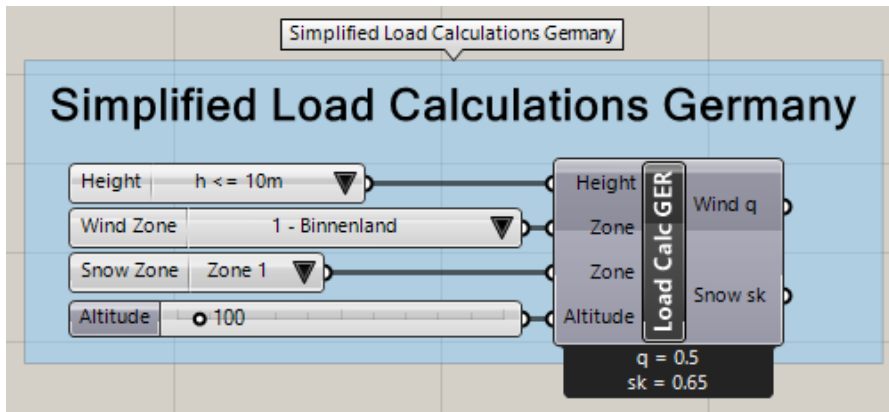 Simplified Load Calculations Germany
Simplified Load Calculations Germany
Height h <= 10m
Wind Zone 1 - Binnenland
Snow Zone Zone 1
Altitude 100
Height
Zone
Zone
Altitude
Load Calc GER
Wind q
Snow sk
q = 0.5
sk = 0.65